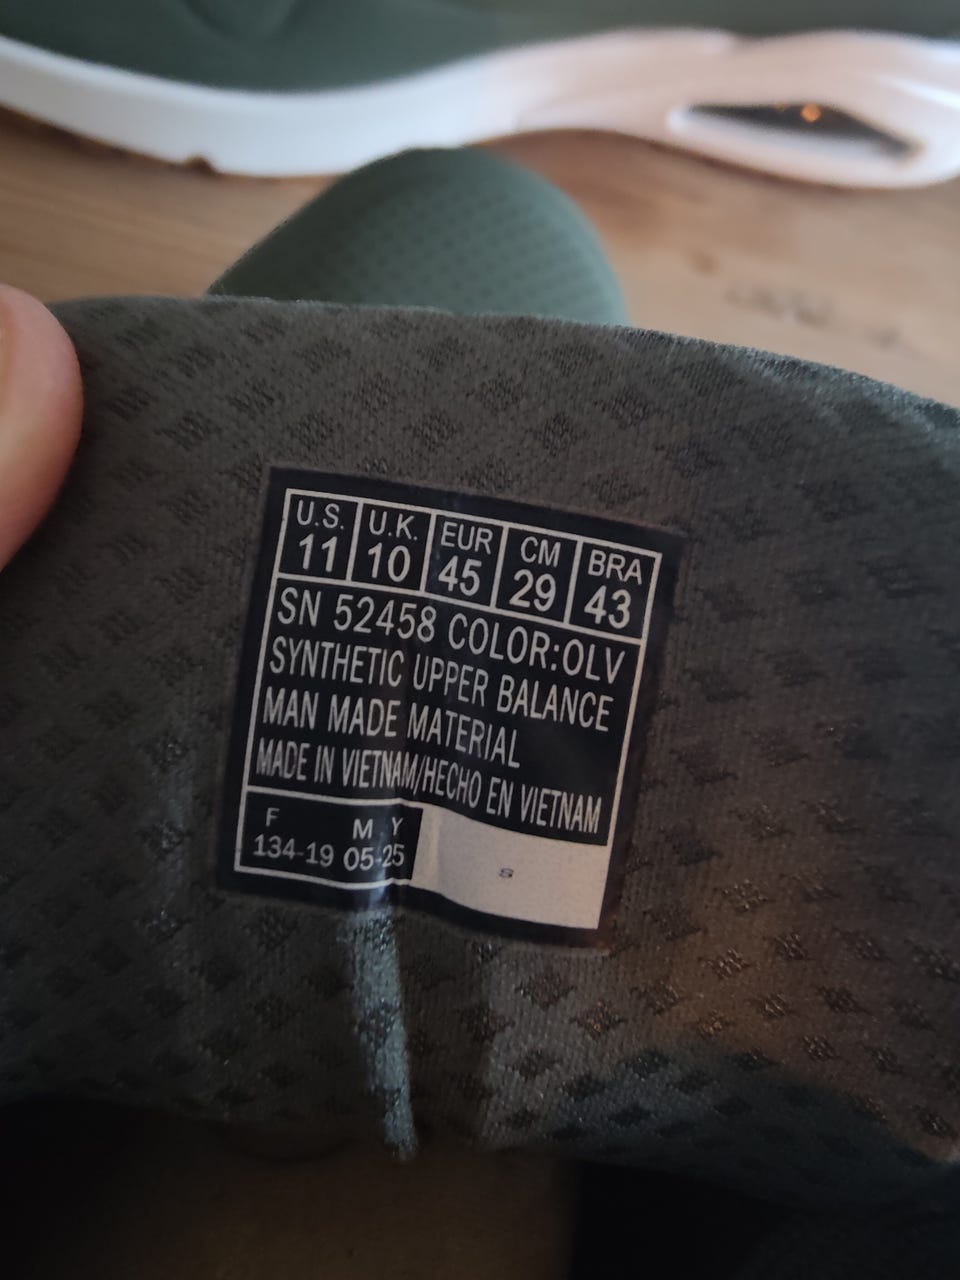 U.S. U.K. EUR CM BRA
11 10 45 29 43
SN 52458 COLOR:OLV
SYNTHETIC UPPER BALANCE
MAN MADE MATERIAL
MADE IN VIETNAM/HECHO EN VIETNAM
F M Y
134-19 05-25
S